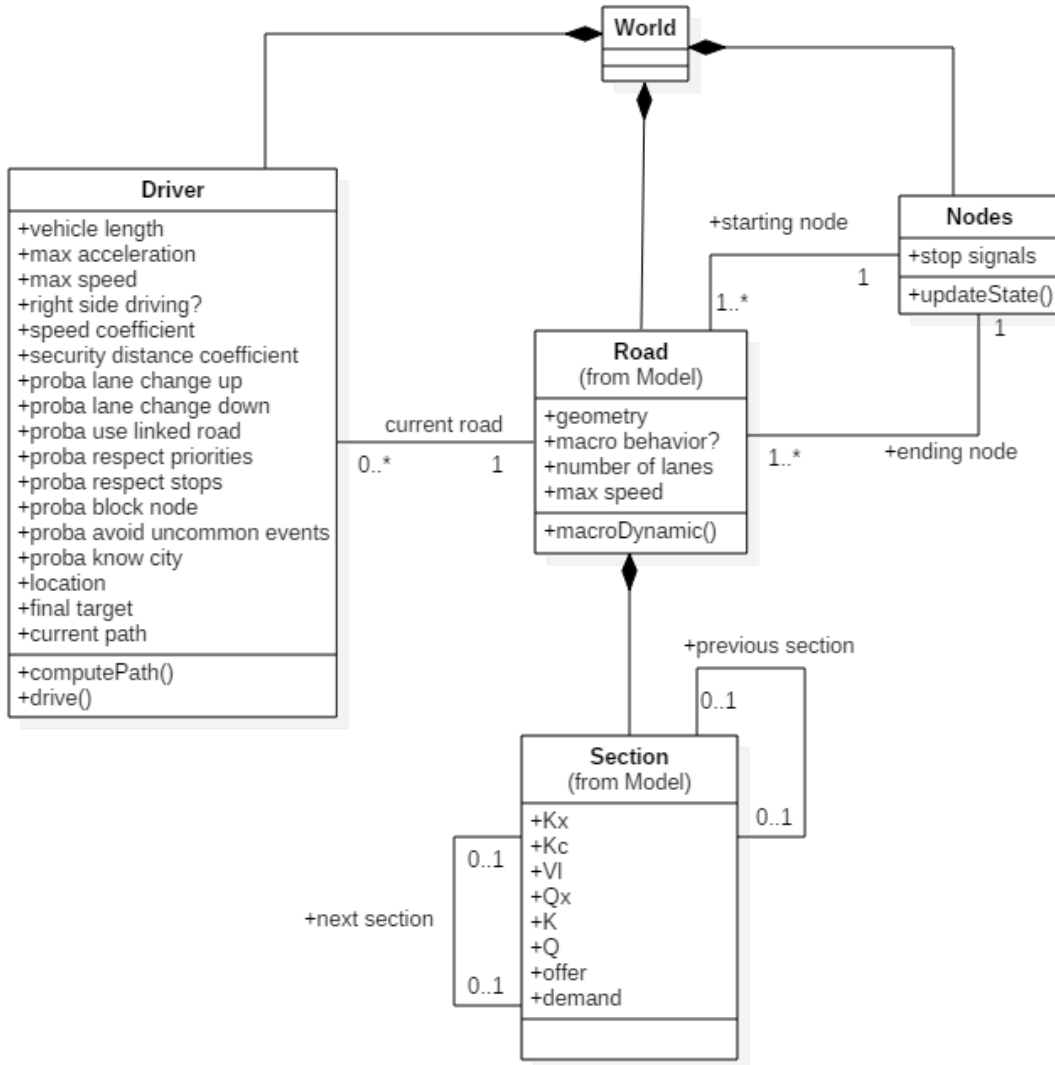 World
Driver
+vehicle length
+max acceleration
+max speed
+right side driving?
+speed coefficient
+security distance coefficient
+proba lane change up
+proba lane change down
+proba use linked road
+proba respect priorities
+proba respect stops
+proba block node
+proba avoid uncommon events
+proba know city
+location
+final target
+current path
+computePath()
+drive()
current road
0..*
1
+starting node
1
1..*
Nodes
+stop signals
+updateState()
1
Road
(from Model)
+geometry
+macro behavior?
+number of lanes
+max speed
+macroDynamic()
1..*
+ending node
+previous section
0..1
0..1
Section
(from Model)
+Kx
+Kc
+Vl
+Qx
+K
+Q
+offer
+demand
0..1
+next section
0..1